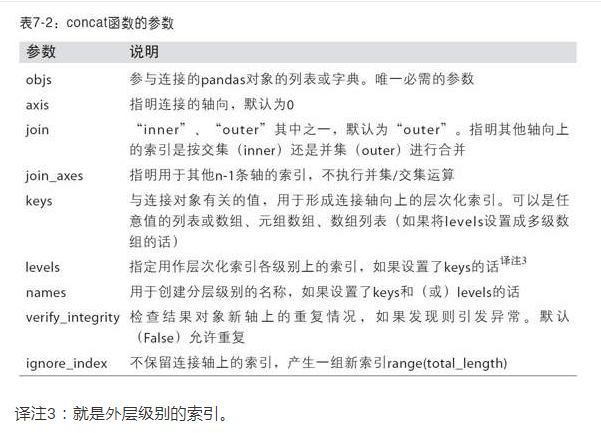 表7-2：concat函数的参数
参数 说明
objs 参与连接的pandas对象的列表或字典。唯一必需的参数
axis 指明连接的轴向，默认为0
join “inner”、“outer”其中之一，默认为“outer”。指明其他轴向上
的索引是按交集（inner）还是并集（outer）进行合并
join_axes 指明用于其他n-1条轴的索引，不执行并集/交集运算
keys 与连接对象有关的值，用于形成连接轴向上的层次化索引。可以是任
意值的列表或数组、元组数组、数组列表（如果将levels设置成多级数
组的话）
levels 指定用作层次化索引各级别上的索引，如果设置了keys的话译注3
names 用于创建分层级别的名称，如果设置了keys和（或）levels的话
verify_integrity 检查结果对象新轴上的重复情况，如果发现则引发异常。默认
（False）允许重复
ignore_index 不保留连接轴上的索引，产生一组新索引range(total_length)
译注3：就是外层级别的索引。